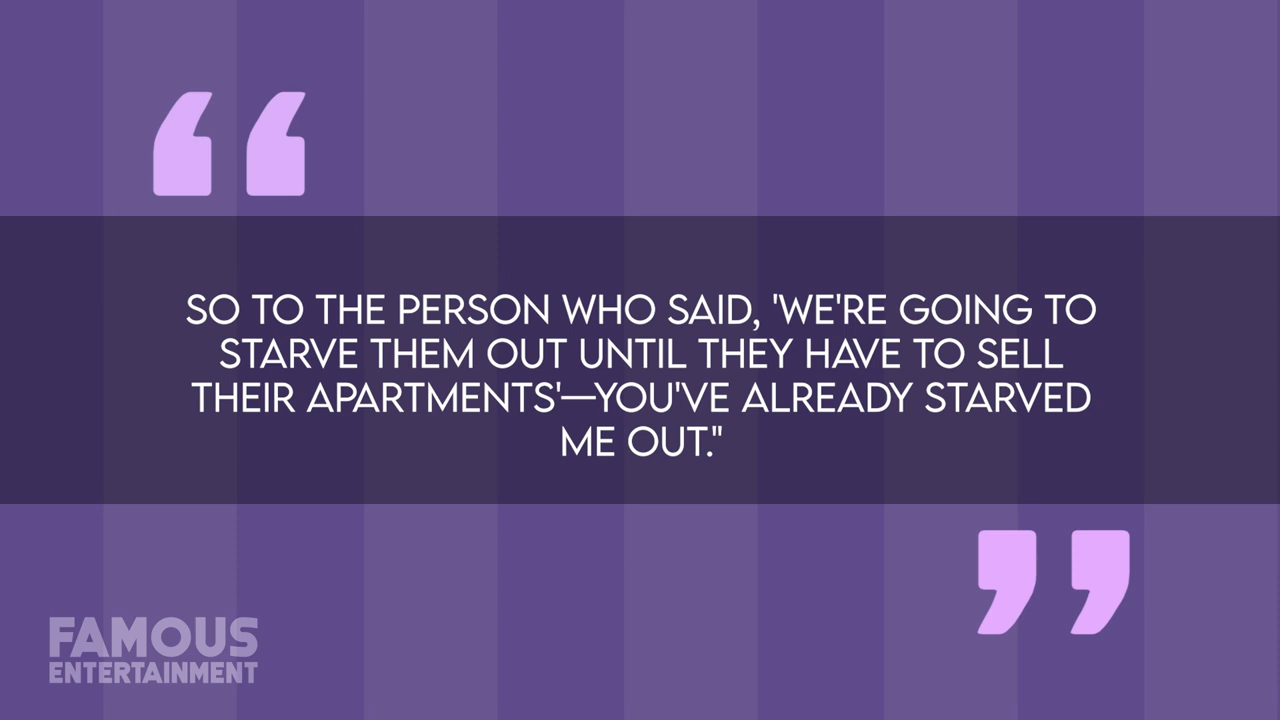 SO TO THE PERSON WHO SAID, 'WE'RE GOING TO
STARVE THEM OUT UNTIL THEY HAVE TO SELL
THEIR APARTMENTS'—YOU'VE ALREADY STARVED
ME OUT."
FAMOUS
ENTERTAINMENT